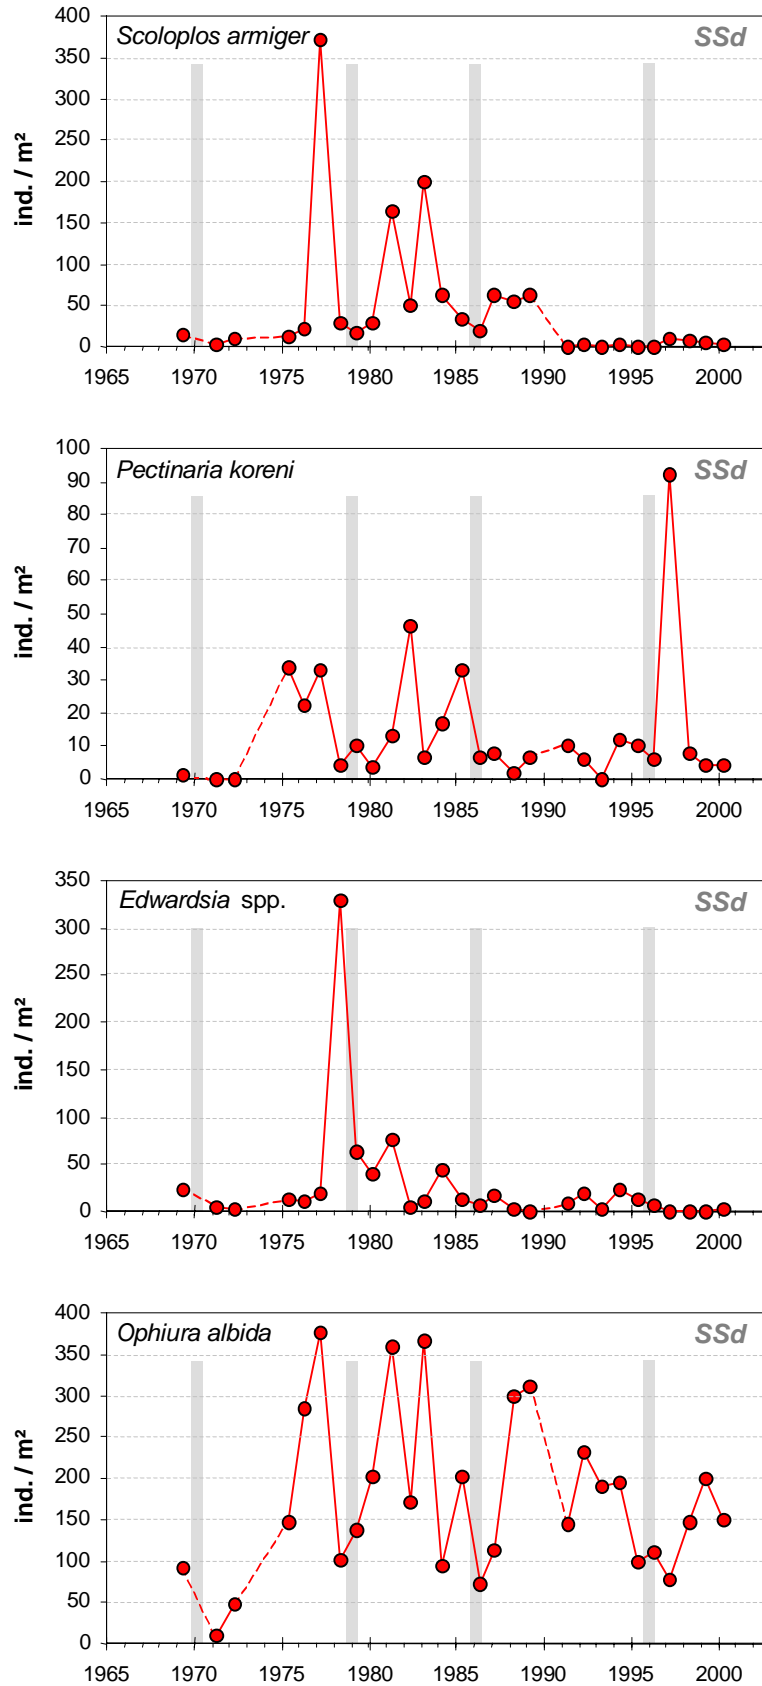 Scoloplos armiger
SSd
ind. / m²
400
350
300
250
200
150
100
50
0
1965 1970 1975 1980 1985 1990 1995 2000
Pectinaria koreni
SSd
ind. / m²
100
90
80
70
60
50
40
30
20
10
0
1965 1970 1975 1980 1985 1990 1995 2000
Edwardsia spp.
SSd
ind. / m²
350
300
250
200
150
100
50
0
1965 1970 1975 1980 1985 1990 1995 2000
Ophiura albida
SSd
ind. / m²
400
350
300
250
200
150
100
50
0
1965 1970 1975 1980 1985 1990 1995 2000